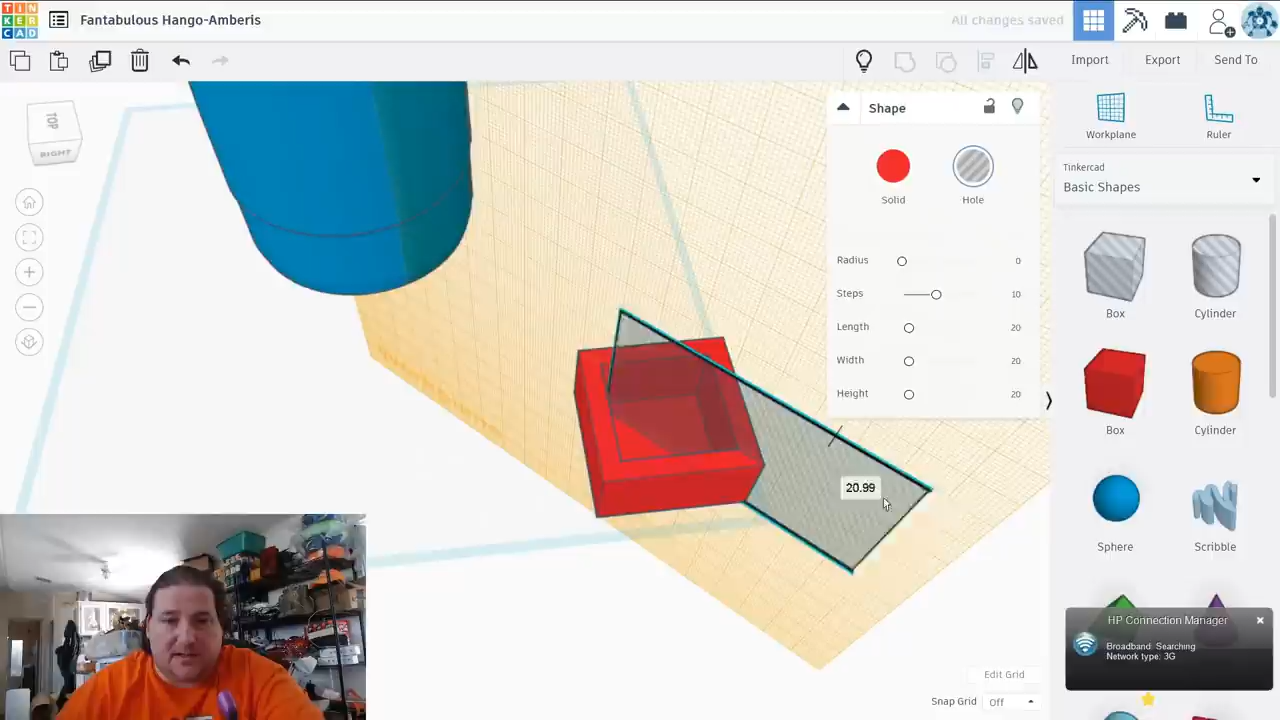 TIN
KER
CAD
Fantabulous Hango-Amberis
All changes saved
Import
Export
Send To
TOP
RIGHT
Shape
Solid
Hole
Radius
0
Steps
10
Length
20
Width
20
Height
20
20.99
Workplane
Ruler
Tinkercad
Basic Shapes
Box
Cylinder
Box
Cylinder
Sphere
Scribble
HP Connection Manager
Broadband: Searching
Network type: 3G
Edit Grid
Snap Grid
Off